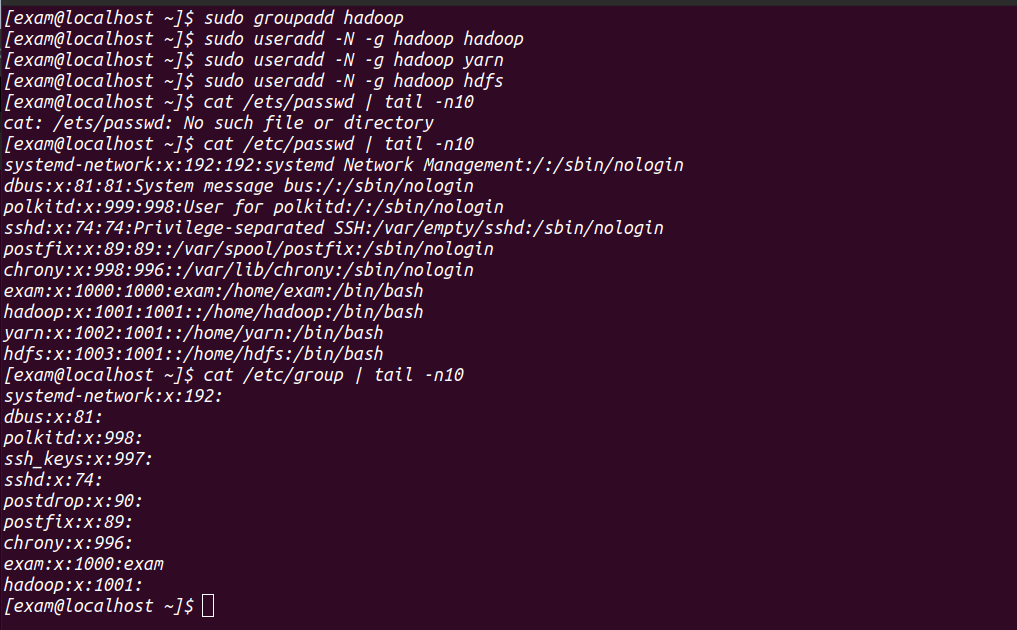 [exam@localhost ~]$ sudo groupadd hadoop
[exam@localhost ~]$ sudo useradd -N -g hadoop hadoop
[exam@localhost ~]$ sudo useradd -N -g hadoop yarn
[exam@localhost ~]$ sudo useradd -N -g hadoop hdfs
[exam@localhost ~]$ cat /ets/passwd | tail -n10
cat: /ets/passwd: No such file or directory
[exam@localhost ~]$ cat /etc/passwd | tail -n10
systemd-network:x:192:192:systemd Network Management:/:/sbin/nologin
dbus:x:81:81:System message bus:/:/sbin/nologin
polkitd:x:999:998:User for polkitd:/:/sbin/nologin
sshd:x:74:74:Privilege-separated SSH:/var/empty/sshd:/sbin/nologin
postfix:x:89:89::/var/spool/postfix:/sbin/nologin
chrony:x:998:996::/var/lib/chrony:/sbin/nologin
exam:x:1000:1000:exam:/home/exam:/bin/bash
hadoop:x:1001:1001::/home/hadoop:/bin/bash
yarn:x:1002:1001::/home/yarn:/bin/bash
hdfs:x:1003:1001::/home/hdfs:/bin/bash
[exam@localhost ~]$ cat /etc/group | tail -n10
systemd-network:x:192:
dbus:x:81:
polkitd:x:998:
ssh_keys:x:997:
sshd:x:74:
postdrop:x:90:
postfix:x:89:
chrony:x:996:
exam:x:1000:exam
hadoop:x:1001:
[exam@localhost ~]$